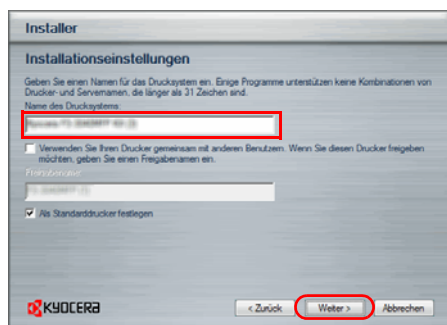 Installer
Installationseinstellungen
Geben Sie einen Namen für das Drucksystem ein. Einige Programme unterstützen keine Kombinationen von
Drucker- und Servernamen, die länger als 31 Zeichen sind.
Name des Drucksystems:
Verwenden Sie Ihren Drucker gemeinsam mit anderen Benutzern. Wenn Sie diesen Drucker freigeben
möchten, geben Sie einen Freigabenamen ein.
Freigabename:
Als Standarddrucker festlegen
KYOCERA
< Zurück
Weiter >
Abbrechen